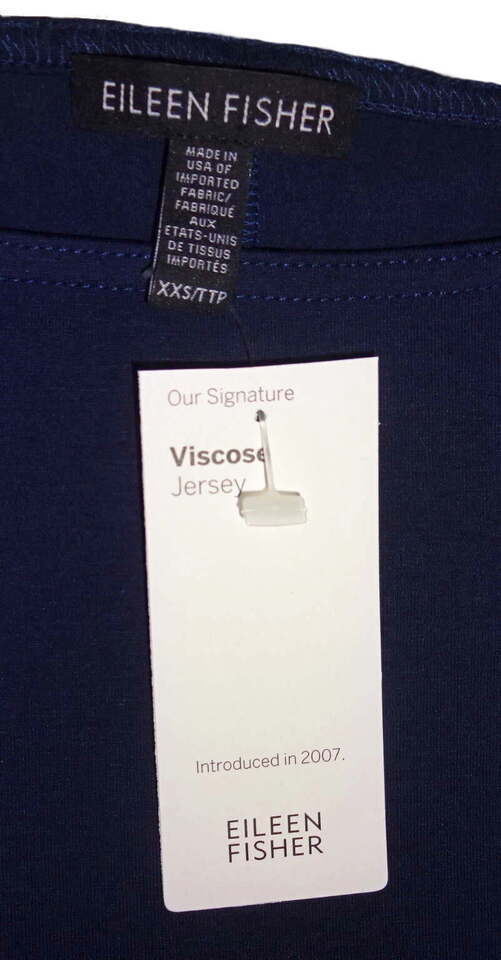 EILEEN FISHER
MADE IN
USA OF
IMPORTED
FABRIC/
FABRIQUÉ
AUX
ETATS-UNIS
DE TISSUS
IMPORTÉS
XXS/TTP
Our Signature
Viscose
Jersey
Introduced in 2007.
EILEEN
FISHER